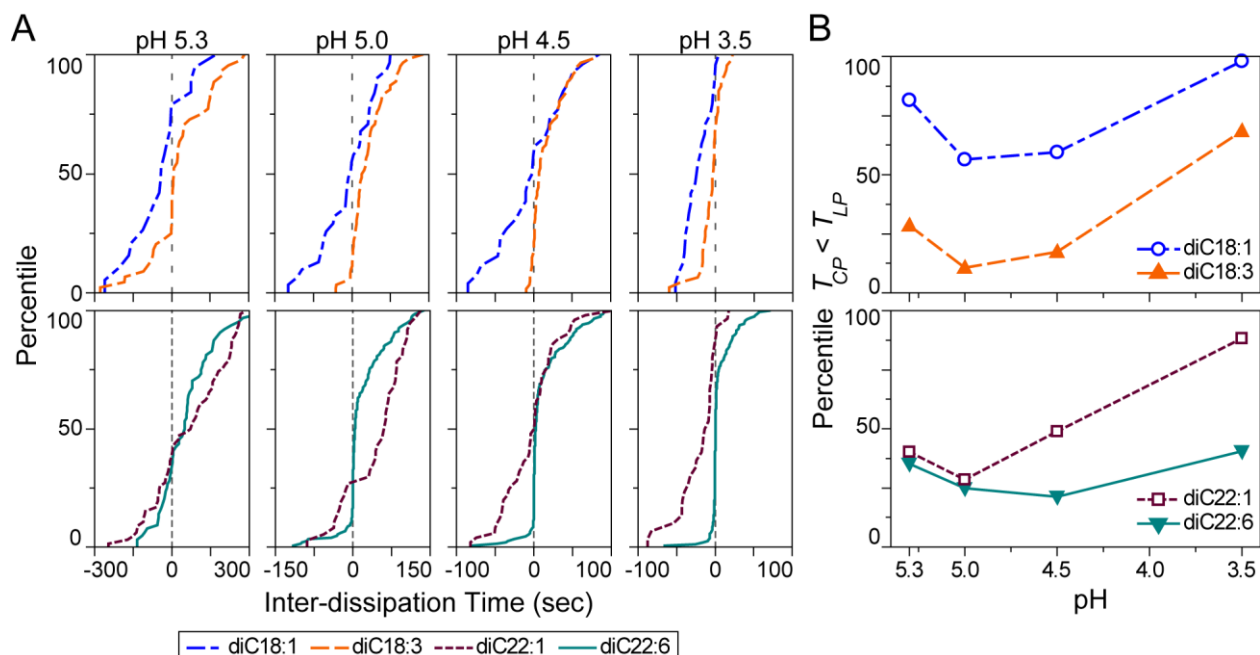 A
B
pH 5.3 pH 5.0 pH 4.5 pH 3.5
100
50
0
100
50
0
Percentile
-300 0 300 -150 0 150 -100 0 100 -100 0 100
Inter-dissipation Time (sec)
diC18:1 diC18:3 diC22:1 diC22:6
100
50
0
100
50
0
Percentile T_CP < T_LP
diC18:1
diC18:3
diC22:1
diC22:6
5.3 5.0 4.5 4.0 3.5
pH